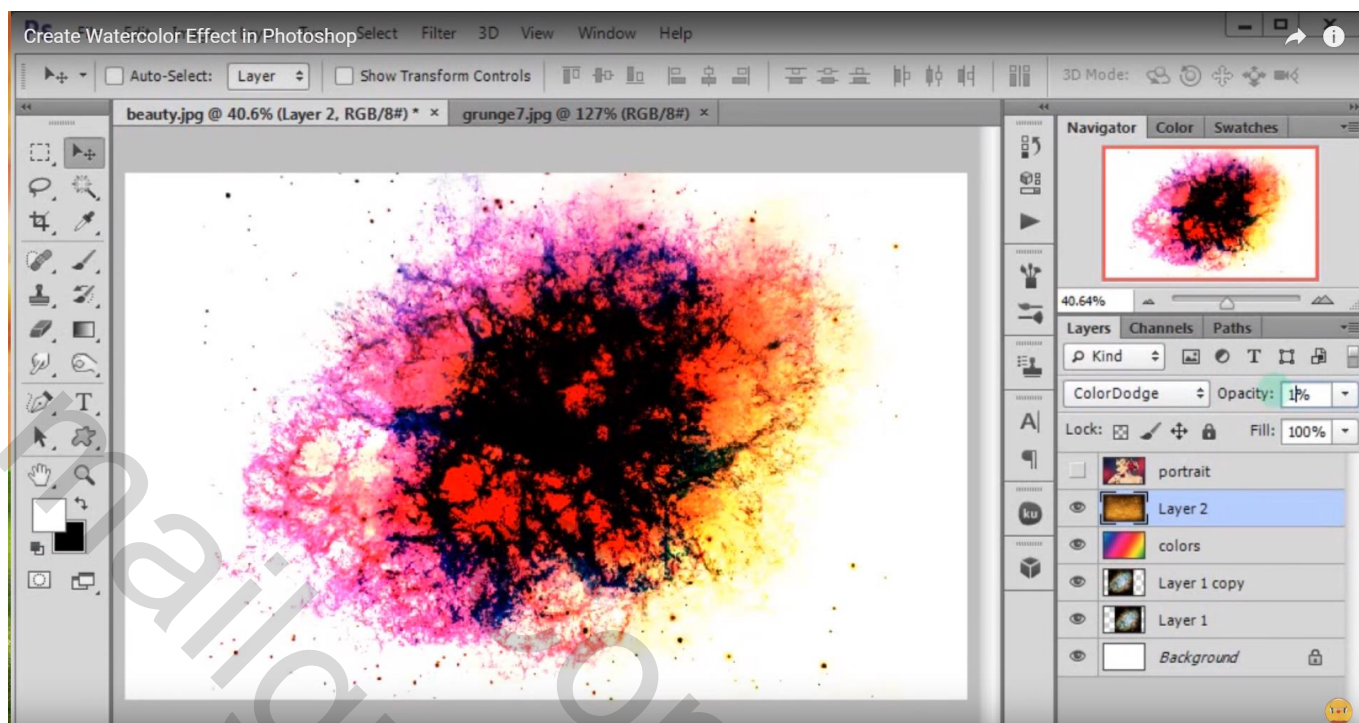 Create Watercolor Effect in Photoshop
Select Filter 3D View Window Help
Auto-Select: Layer Show Transform Controls 3D Mode:
beauty.jpg @ 40.6% (Layer 2, RGB/8#) * × grunge7.jpg @ 127% (RGB/8#) ×
Navigator Color Swatches
40.64%
Layers Channels Paths
Kind
ColorDodge Opacity: 1%
Lock: Fill: 100%
portrait
Layer 2
colors
Layer 1 copy
Layer 1
Background
ku